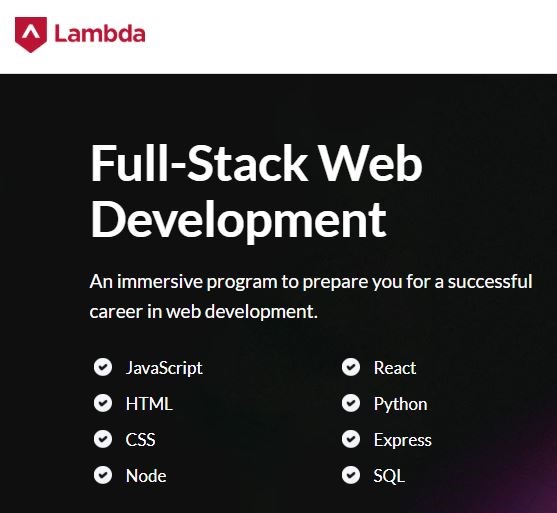 Lambda
Full-Stack Web
Development
An immersive program to prepare you for a successful
career in web development.
JavaScript
HTML
CSS
Node
React
Python
Express
SQL